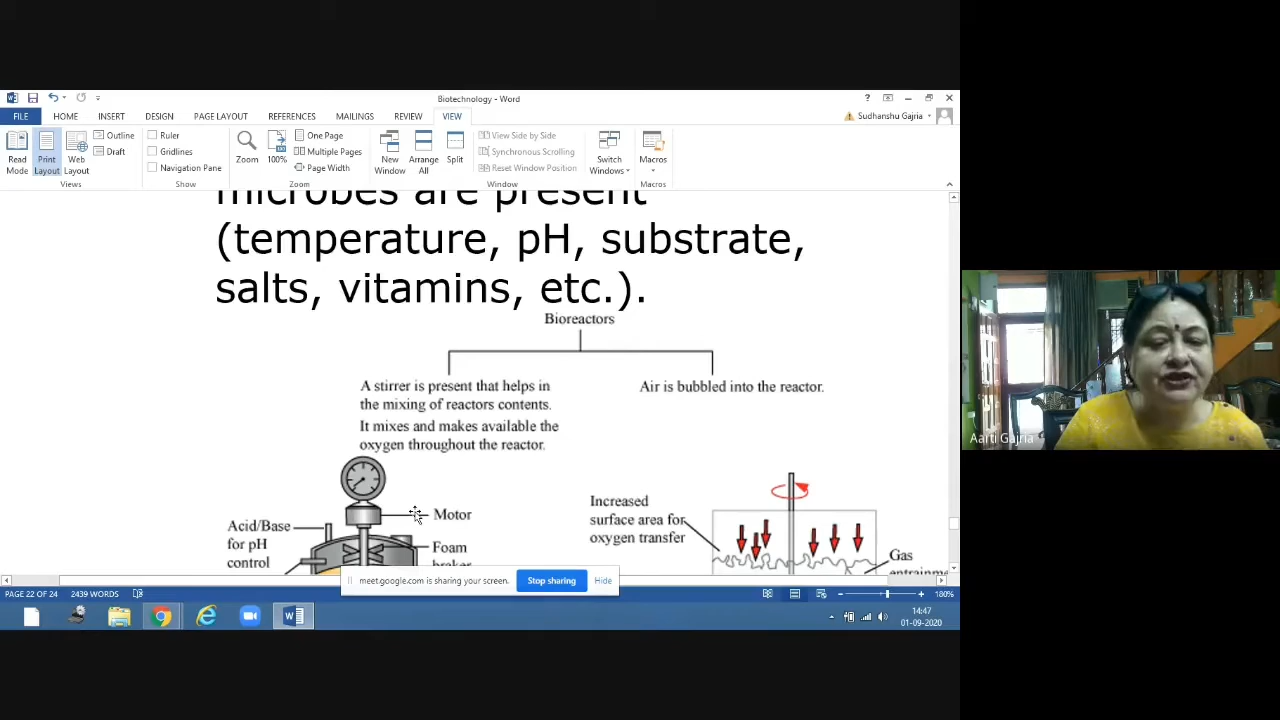 Biotechnology - Word
FILE HOME INSERT DESIGN PAGE LAYOUT REFERENCES MAILINGS REVIEW VIEW
Sudhanshu Gajria
Read Mode
Print Layout
Web Layout
Outline
Draft
Views
Ruler
Gridlines
Navigation Pane
Show
Zoom
100%
One Page
Multiple Pages
Page Width
Zoom
New Window
Arrange All
Split
View Side by Side
Synchronous Scrolling
Reset Window Position
Window
Switch Windows
Macros
Macros
microbes are present
(temperature, pH, substrate,
salts, vitamins, etc.).
Bioreactors
A stirrer is present that helps in
the mixing of reactors contents.
It mixes and makes available the
oxygen throughout the reactor.
Air is bubbled into the reactor.
Acid/Base
for pH
control
Motor
Foam
braker
Increased
surface area for
oxygen transfer
Gas
meet.google.com is sharing your screen.
Stop sharing
Hide
PAGE 22 OF 24 2439 WORDS
180%
14:47
01-09-2020
Aarti Gajria